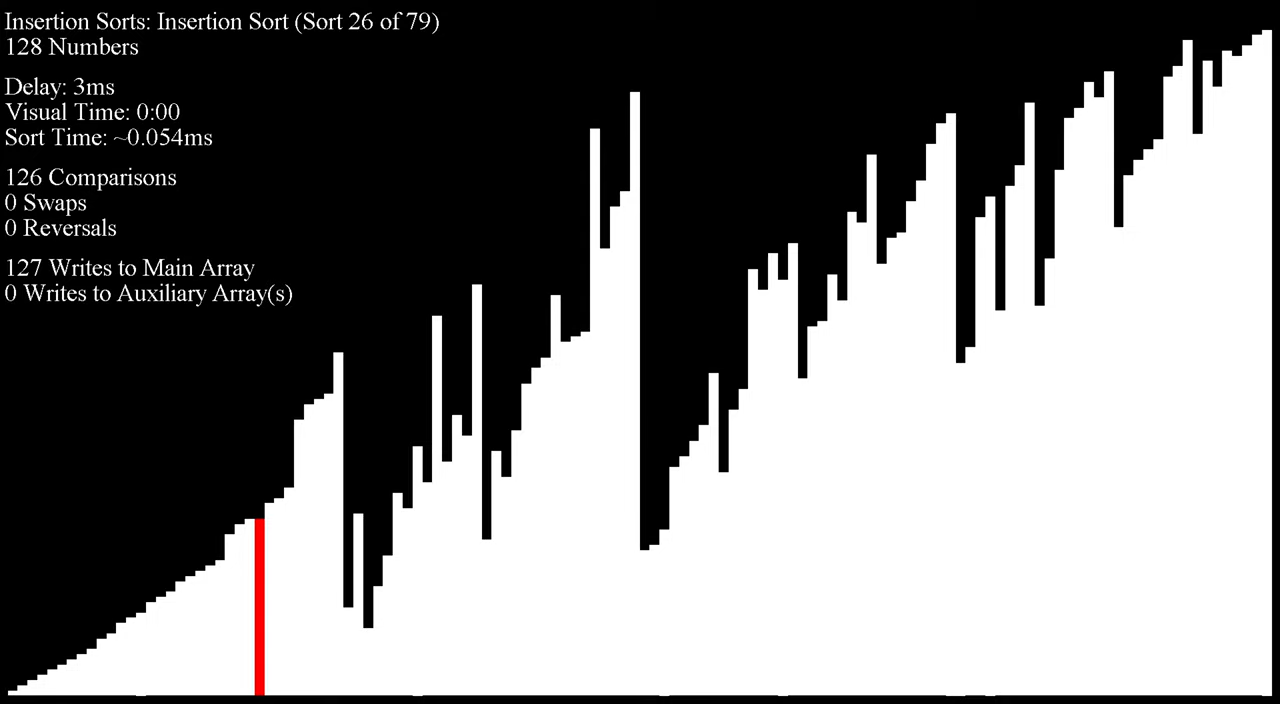 Insertion Sorts: Insertion Sort (Sort 26 of 79)
128 Numbers
Delay: 3ms
Visual Time: 0:00
Sort Time: ~0.054ms
126 Comparisons
0 Swaps
0 Reversals
127 Writes to Main Array
0 Writes to Auxiliary Array(s)